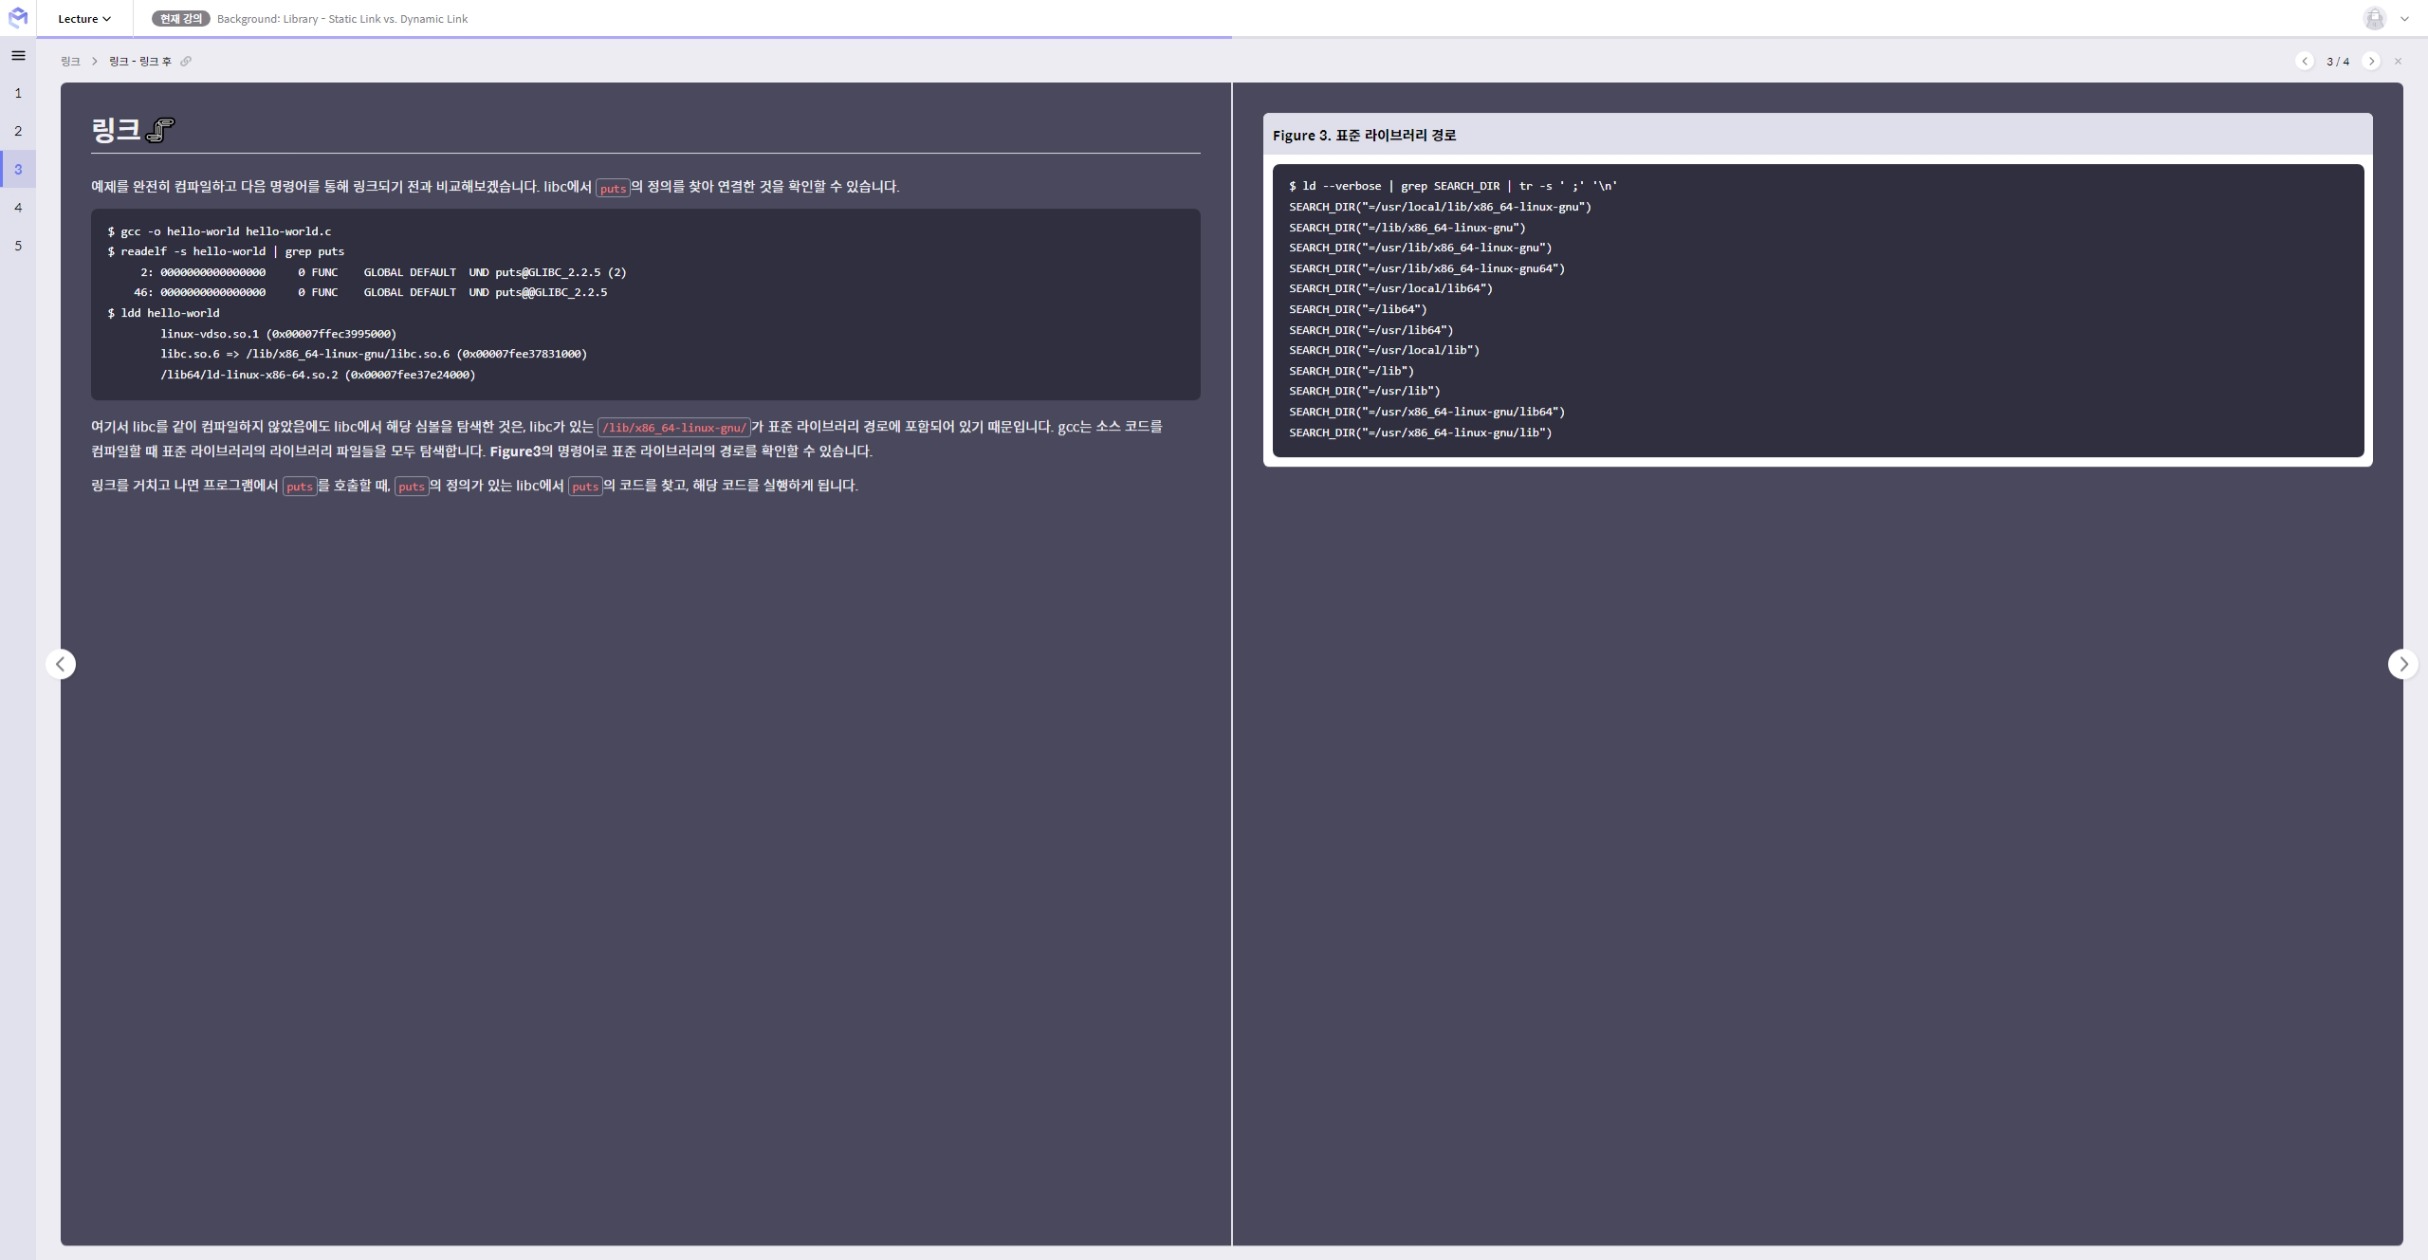 Lecture
현재 강의 Background: Library - Static Link vs. Dynamic Link
링크 > 링크 - 링크 후
3 / 4
1
2
3
4
5
링크
예제를 완전히 컴파일하고 다음 명령어를 통해 링크되기 전과 비교해보겠습니다. libc에서 puts의 정의를 찾아 연결한 것을 확인할 수 있습니다.
$ gcc -o hello-world hello-world.c
$ readelf -s hello-world | grep puts
2: 0000000000000000 0 FUNC GLOBAL DEFAULT UND puts@GLIBC_2.2.5 (2)
46: 0000000000000000 0 FUNC GLOBAL DEFAULT UND puts@@GLIBC_2.2.5
$ ldd hello-world
linux-vdso.so.1 (0x00007ffec3995000)
libc.so.6 => /lib/x86_64-linux-gnu/libc.so.6 (0x00007fee37831000)
/lib64/ld-linux-x86-64.so.2 (0x00007fee37e24000)
여기서 libc를 같이 컴파일하지 않았음에도 libc에서 해당 심볼을 탐색한 것은, libc가 있는 /lib/x86_64-linux-gnu/가 표준 라이브러리 경로에 포함되어 있기 때문입니다. gcc는 소스 코드를
컴파일할 때 표준 라이브러리의 라이브러리 파일들을 모두 탐색합니다. Figure3의 명령어로 표준 라이브러리의 경로를 확인할 수 있습니다.
링크를 거치고 나면 프로그램에서 puts를 호출할 때, puts의 정의가 있는 libc에서 puts의 코드를 찾고, 해당 코드를 실행하게 됩니다.
Figure 3. 표준 라이브러리 경로
$ ld --verbose | grep SEARCH_DIR | tr -s ' ;' '\n'
SEARCH_DIR("=/usr/local/lib/x86_64-linux-gnu")
SEARCH_DIR("=/lib/x86_64-linux-gnu")
SEARCH_DIR("=/usr/lib/x86_64-linux-gnu")
SEARCH_DIR("=/usr/lib/x86_64-linux-gnu64")
SEARCH_DIR("=/usr/local/lib64")
SEARCH_DIR("=/lib64")
SEARCH_DIR("=/usr/lib64")
SEARCH_DIR("=/usr/local/lib")
SEARCH_DIR("=/lib")
SEARCH_DIR("=/usr/lib")
SEARCH_DIR("=/usr/x86_64-linux-gnu/lib64")
SEARCH_DIR("=/usr/x86_64-linux-gnu/lib")